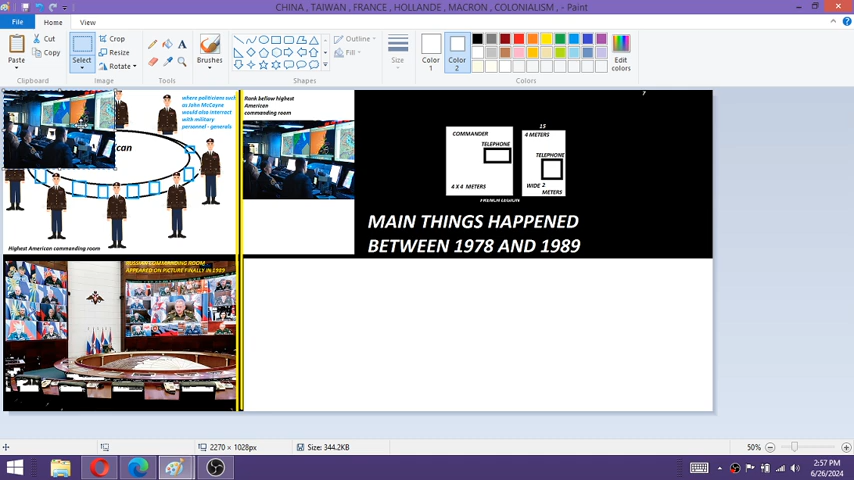 CHINA , TAIWAN , FRANCE , HOLLANDE , MACRON , COLONIALISM , - Paint
File
Home
View
Paste
Cut
Copy
Clipboard
Select
Crop
Resize
Rotate
Image
Tools
Brushes
Shapes
Outline
Fill
Size
Color
1
Color
2
Edit
colors
Colors
where politicians such
as John McCayne
would also interract
with military
personnel - generals
can
Highest American commanding room
Rank bellow highest
American
commanding room
7
COMMANDER
TELEPHONE
4 X 4 METERS
15
4 METERS
TELEPHONE
WIDE 2
METERS
FRENCH LEGION
MAIN THINGS HAPPENED
BETWEEN 1978 AND 1989
RUSSIAN COMMANDING ROOM
APPEARED ON PICTURE FINALLY IN 1989
2270 × 1028px
Size: 344.2KB
50%
2:57 PM
6/26/2024